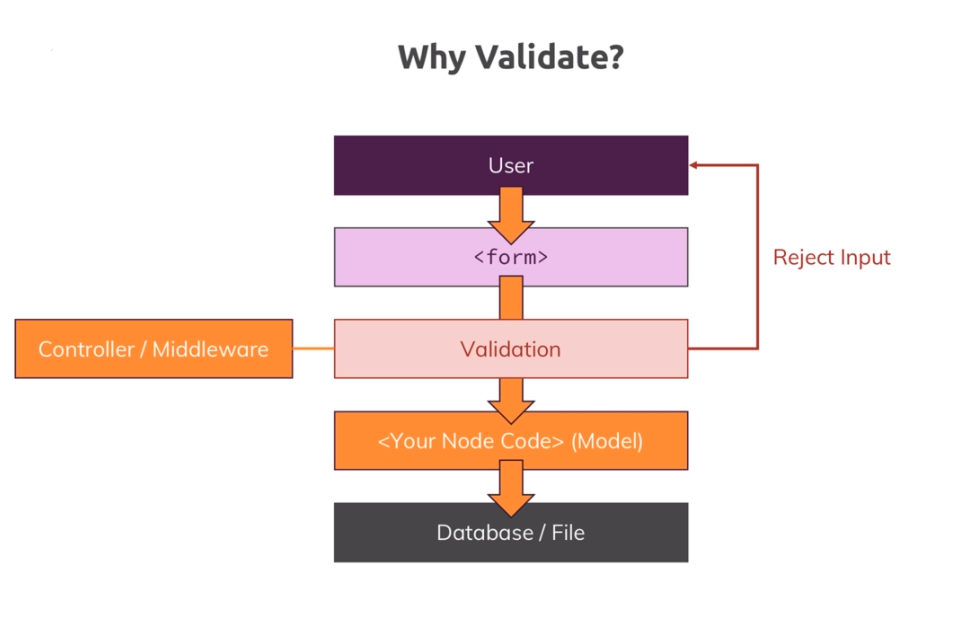 Why Validate?
User
<form>
Reject Input
Controller / Middleware
Validation
<Your Node Code> (Model)
Database / File